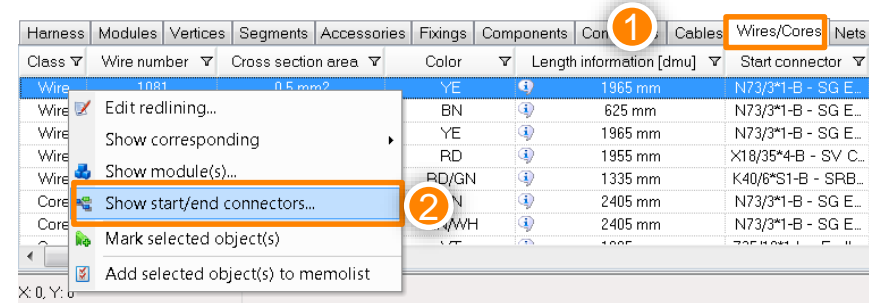 Harness Modules Vertices Segments Accessories Fixings Components 1 Cables Wires/Cores Nets
Class Wire number Cross section area Color Length information [dmu] Start connector
Wire 1081 0.5 mm2 YE 1965 mm N73/3*1-B - SG E...
Wire BN 625 mm N73/3*1-B - SG E...
Wire YE 1965 mm N73/3*1-B - SG E...
Wire RD 1955 mm X18/35*4-B - SV C...
Wire RD/GN 1335 mm K40/6*S1-B - SRB...
Core 2405 mm N73/3*1-B - SG E...
Core 2405 mm N73/3*1-B - SG E...
Edit redlining...
Show corresponding
Show module(s)...
Show start/end connectors... 2
Mark selected object(s)
Add selected object(s) to memolist
X: 0, Y: 0